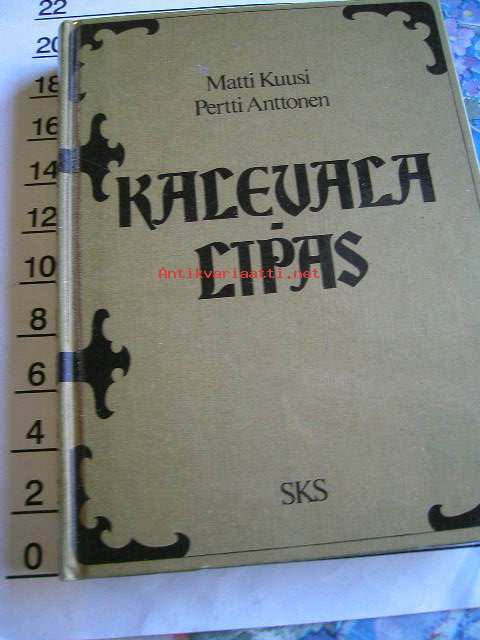 22
20
18
16
14
12
10
8
6
4
2
0
Matti Kuusi
Pertti Anttonen
KALEVALA-
LIPAS
Antikvariaatti.net
SKS